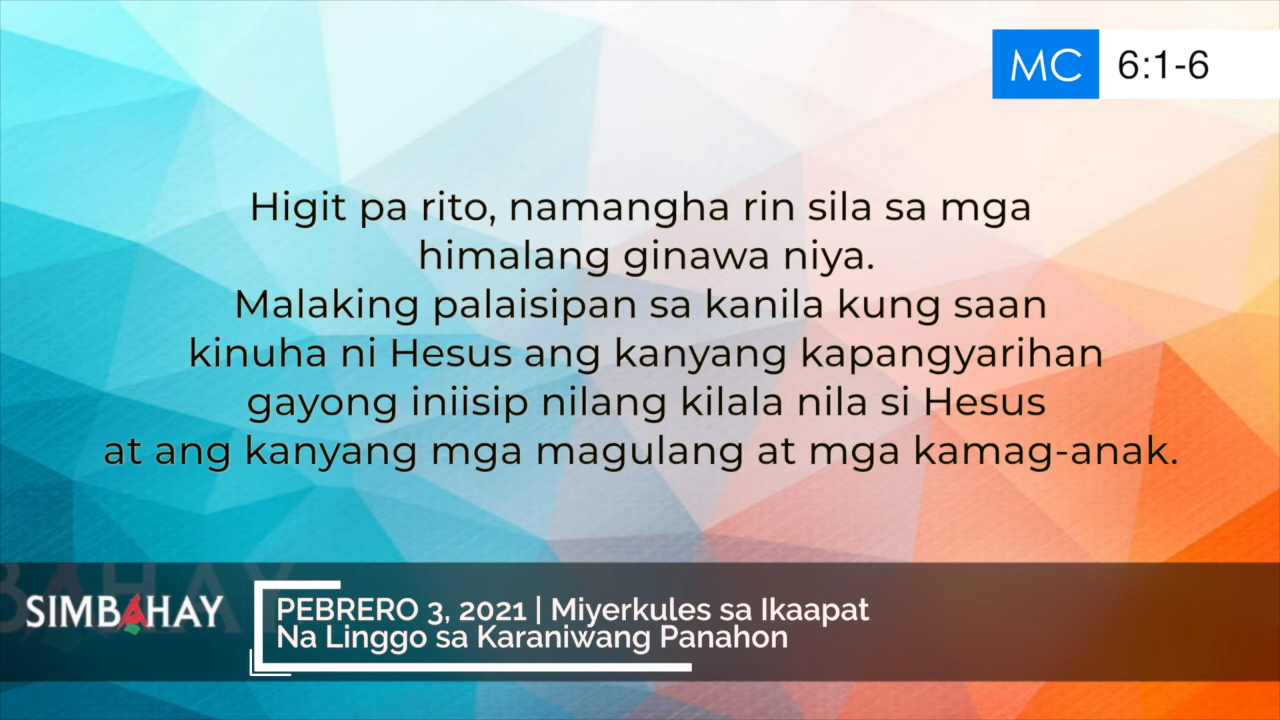 MC 6:1-6
Higit pa rito, namangha rin sila sa mga
himalang ginawa niya.
Malaking palaisipan sa kanila kung saan
kinuha ni Hesus ang kanyang kapangyarihan
gayong iniisip nilang kilala nila si Hesus
at ang kanyang mga magulang at mga kamag-anak.
SIMBAHAY
PEBRERO 3, 2021 | Miyerkules sa Ikaapat
Na Linggo sa Karaniwang Panahon